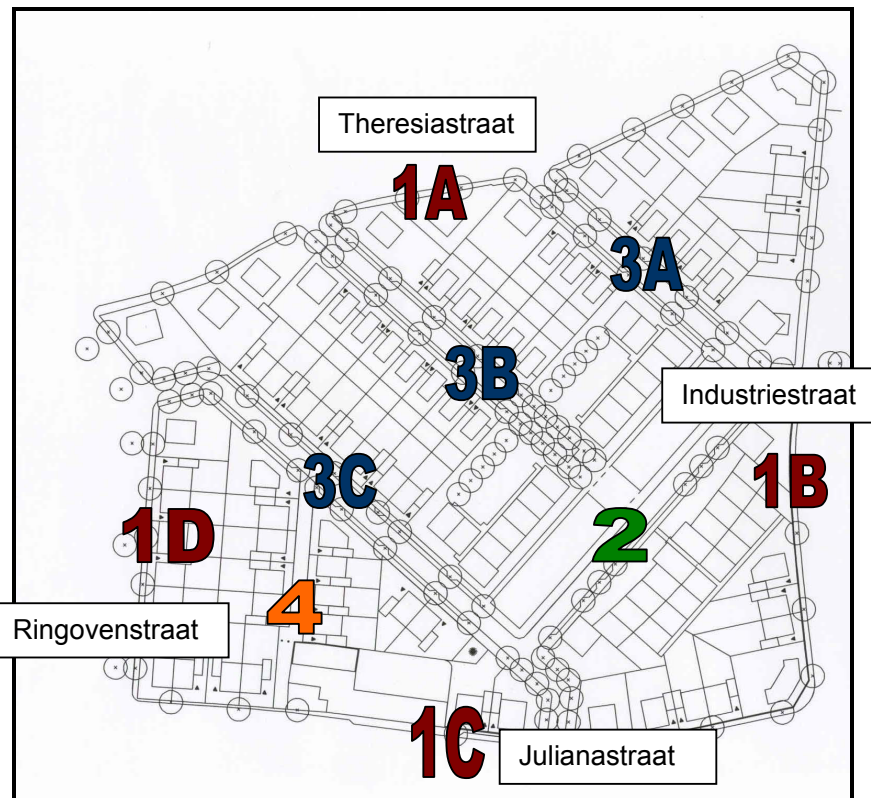 Theresiastraat
1A
3A
3B
Industriestraat
3C
1B
1D
2
4
Ringovenstraat
1C
Julianastraat